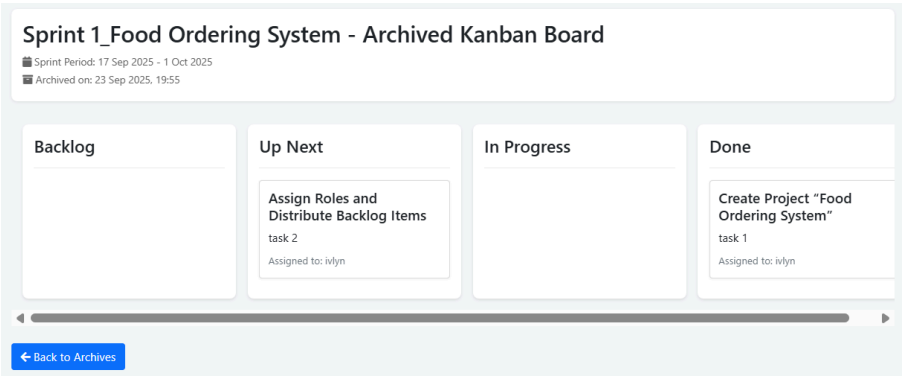 Sprint 1_Food Ordering System - Archived Kanban Board
Sprint Period: 17 Sep 2025 - 1 Oct 2025
Archived on: 23 Sep 2025, 19:55
Backlog
Up Next
Assign Roles and
Distribute Backlog Items
task 2
Assigned to: ivlyn
In Progress
Done
Create Project “Food
Ordering System”
task 1
Assigned to: ivlyn
Back to Archives